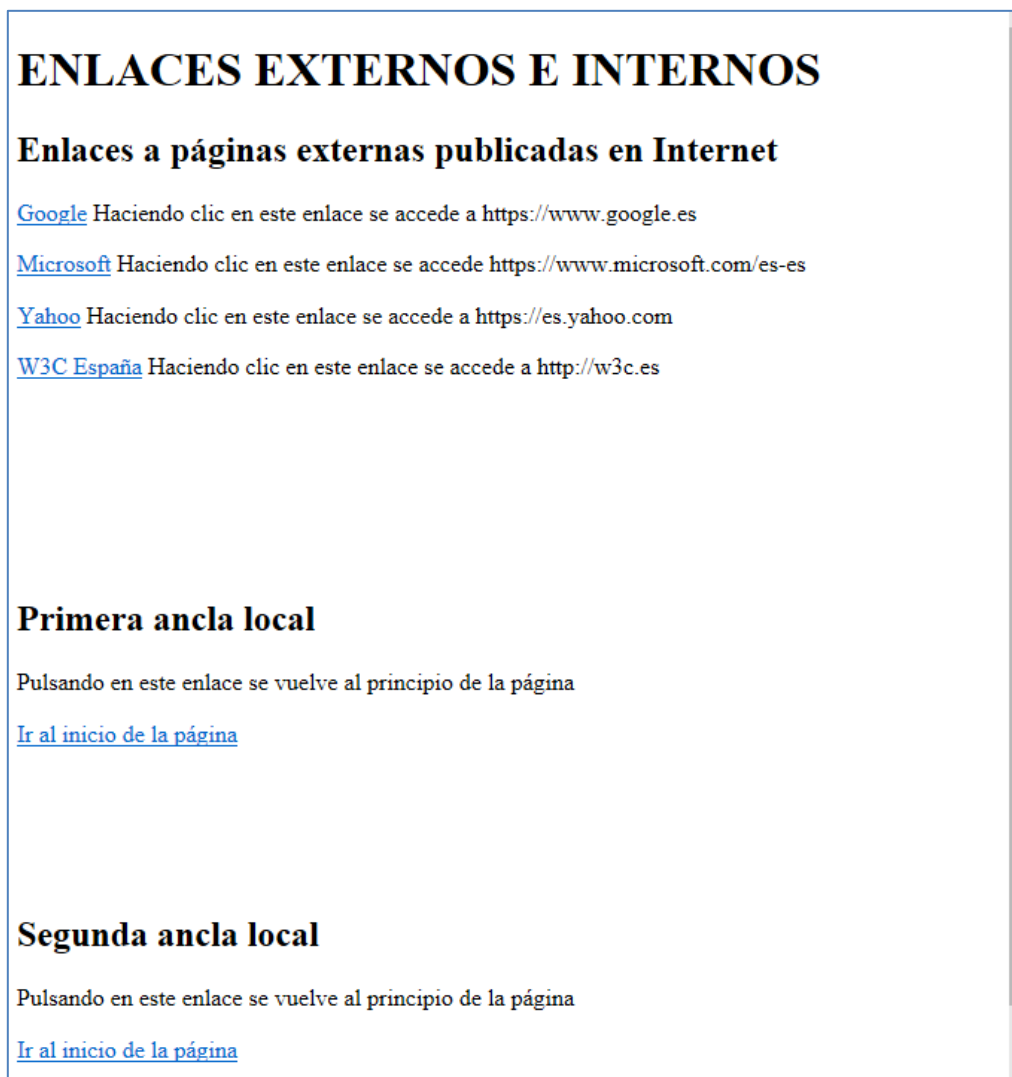 ENLACES EXTERNOS E INTERNOS
Enlaces a páginas externas publicadas en Internet
Google Haciendo clic en este enlace se accede a https://www.google.es
Microsoft Haciendo clic en este enlace se accede https://www.microsoft.com/es-es
Yahoo Haciendo clic en este enlace se accede a https://es.yahoo.com
W3C España Haciendo clic en este enlace se accede a http://w3c.es
Primera ancla local
Pulsando en este enlace se vuelve al principio de la página
Ir al inicio de la página
Segunda ancla local
Pulsando en este enlace se vuelve al principio de la página
Ir al inicio de la página